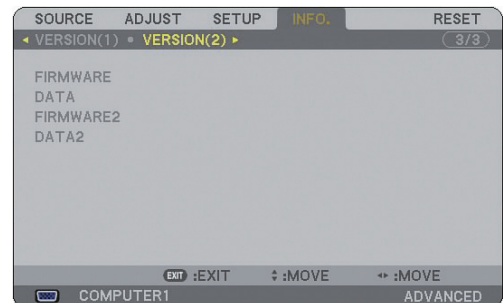 SOURCE ADJUST SETUP INFO. RESET
VERSION(1) • VERSION(2) 3/3
FIRMWARE
DATA
FIRMWARE2
DATA2
EXIT :EXIT :MOVE :MOVE
COMPUTER1 ADVANCED